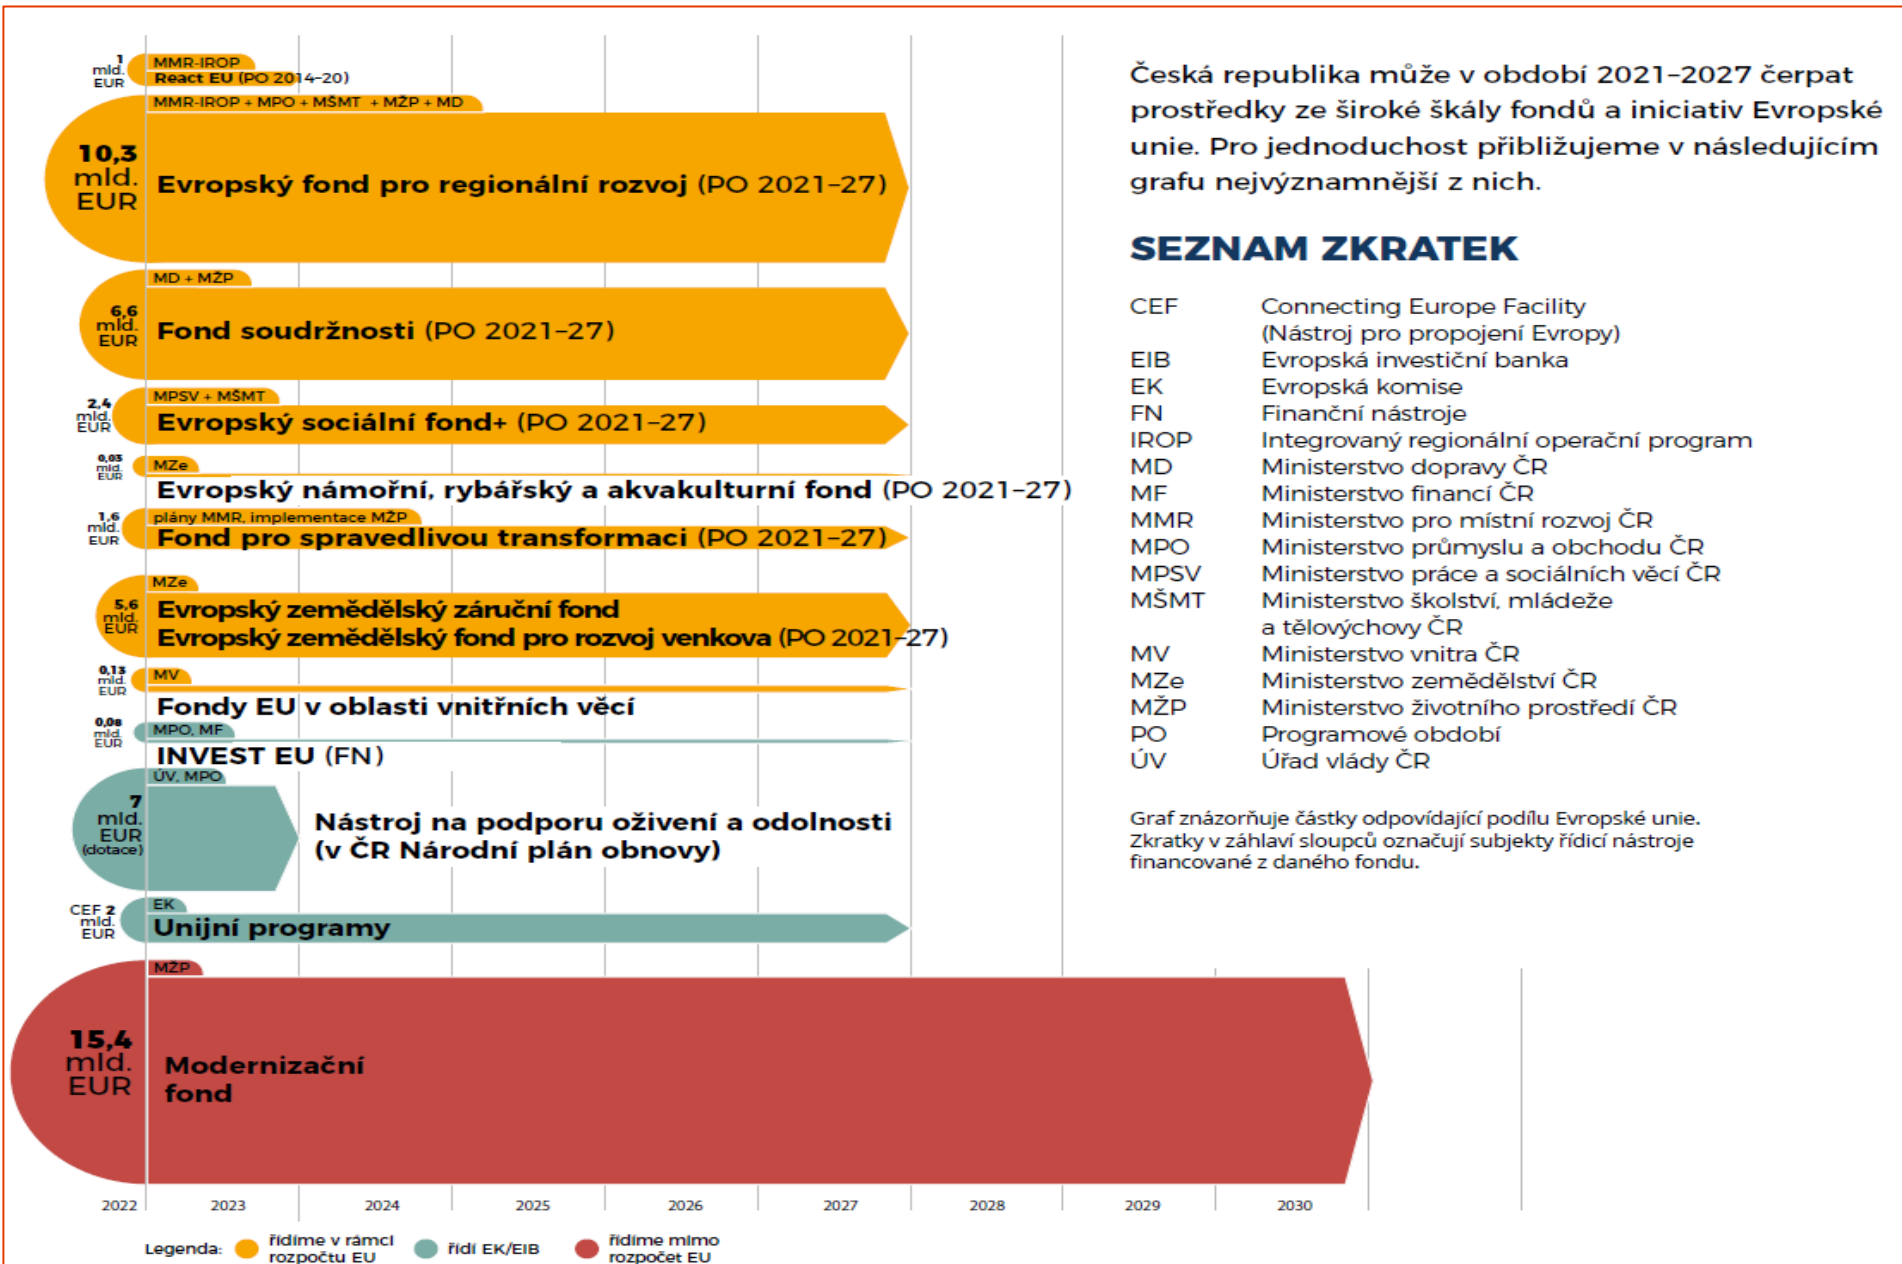 1
mld.
EUR
MMR-IROP
React EU (PO 2014–20)
MMR-IROP + MPO + MŠMT + MŽP + MD
10,3
mld.
EUR
Evropský fond pro regionální rozvoj (PO 2021–27)
MD + MŽP
6,6
mld.
EUR
Fond soudržnosti (PO 2021–27)
MPSV + MŠMT
2,4
mld.
EUR
Evropský sociální fond+ (PO 2021–27)
0,03
mld.
EUR
MZe
Evropský námořní, rybářský a akvakulturní fond (PO 2021–27)
plány MMR, implementace MŽP
1,6
mld.
EUR
Fond pro spravedlivou transformaci (PO 2021–27)
MZe
5,6
mld.
EUR
Evropský zemědělský záruční fond
Evropský zemědělský fond pro rozvoj venkova (PO 2021–27)
0,13
mld.
EUR
MV
Fondy EU v oblasti vnitřních věcí
0,08
mld.
EUR
MPO, MF
INVEST EU (FN)
ÚV, MPO
7
mld.
EUR
(dotace)
Nástroj na podporu oživení a odolnosti
(v ČR Národní plán obnovy)
CEF 2
mld.
EUR
EK
Unijní programy
MŽP
15,4
mld.
EUR
Modernizační
fond
2022 2023 2024 2025 2026 2027 2028 2029 2030
Legenda: řídíme v rámci
rozpočtu EU
řídí EK/EIB
řídíme mimo
rozpočet EU
Česká republika může v období 2021–2027 čerpat
prostředky ze široké škály fondů a iniciativ Evropské
unie. Pro jednoduchost přibližujeme v následujícím
grafu nejvýznamnější z nich.
SEZNAM ZKRATEK
CEF Connecting Europe Facility
(Nástroj pro propojení Evropy)
EIB Evropská investiční banka
EK Evropská komise
FN Finanční nástroje
IROP Integrovaný regionální operační program
MD Ministerstvo dopravy ČR
MF Ministerstvo financí ČR
MMR Ministerstvo pro místní rozvoj ČR
MPO Ministerstvo průmyslu a obchodu ČR
MPSV Ministerstvo práce a sociálních věcí ČR
MŠMT Ministerstvo školství, mládeže
a tělovýchovy ČR
MV Ministerstvo vnitra ČR
MZe Ministerstvo zemědělství ČR
MŽP Ministerstvo životního prostředí ČR
PO Programové období
ÚV Úřad vlády ČR
Graf znázorňuje částky odpovídající podílu Evropské unie.
Zkratky v záhlaví sloupců označují subjekty řídicí nástroje
financované z daného fondu.